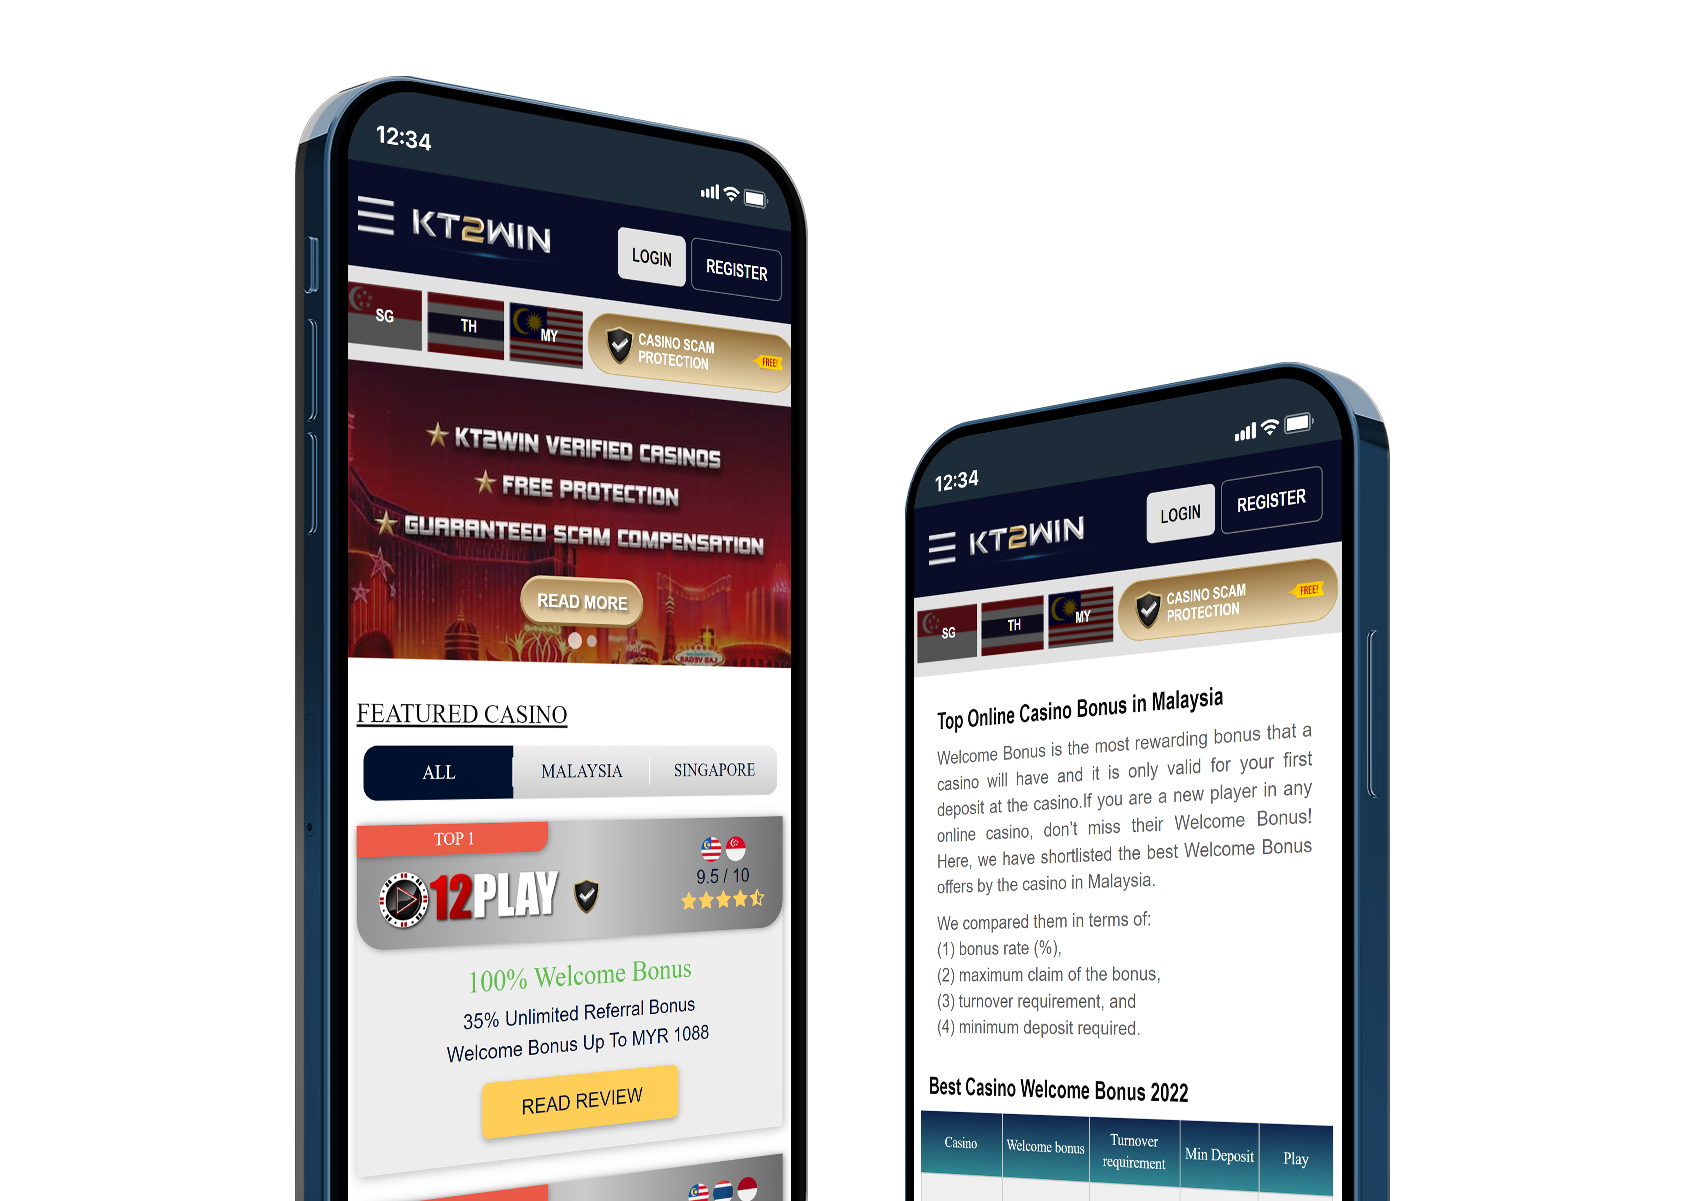 12:34
KT2WIN
LOGIN
REGISTER
SG
TH
MY
CASINO SCAM
PROTECTION
FREE!
KT2WIN VERIFIED CASINOS
FREE PROTECTION
GUARANTEED SCAM COMPENSATION
READ MORE
FEATURED CASINO
ALL
MALAYSIA
SINGAPORE
TOP 1
12PLAY
9.5 / 10
100% Welcome Bonus
35% Unlimited Referral Bonus
Welcome Bonus Up To MYR 1088
READ REVIEW
12:34
KT2WIN
LOGIN
REGISTER
SG
TH
MY
CASINO SCAM
PROTECTION
FREE!
Top Online Casino Bonus in Malaysia
Welcome Bonus is the most rewarding bonus that a
casino will have and it is only valid for your first
deposit at the casino.If you are a new player in any
online casino, don't miss their Welcome Bonus!
Here, we have shortlisted the best Welcome Bonus
offers by the casino in Malaysia.
We compared them in terms of:
(1) bonus rate (%),
(2) maximum claim of the bonus,
(3) turnover requirement, and
(4) minimum deposit required.
Best Casino Welcome Bonus 2022
Casino
Welcome bonus
Turnover
requirement
Min Deposit
Play